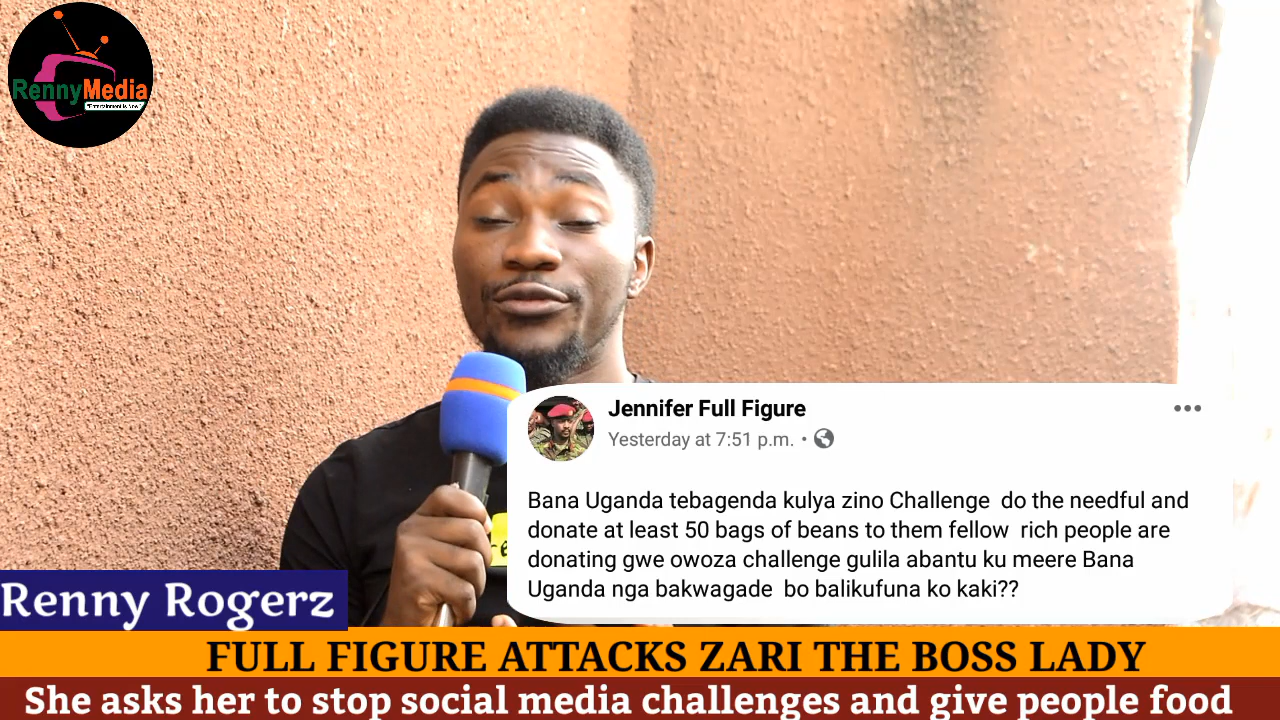 RennyMedia
Jennifer Full Figure
Yesterday at 7:51 p.m. •
Bana Uganda tebagenda kulya zino Challenge do the needful and
donate at least 50 bags of beans to them fellow rich people are
donating gwe owoza challenge gulila abantu ku meere Bana
Uganda nga bakwagade bo balikufuna ko kaki??
Renny Rogerz
FULL FIGURE ATTACKS ZARI THE BOSS LADY
She asks her to stop social media challenges and give people food